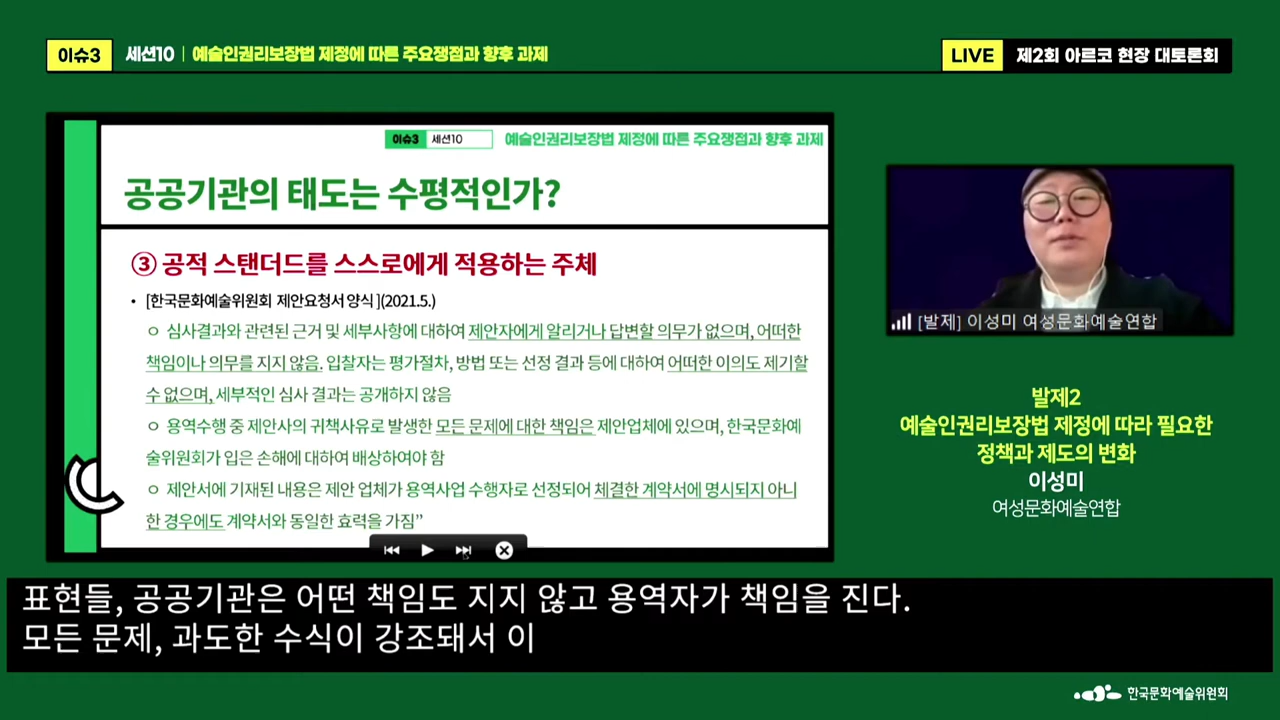 이슈3 세션10 | 예술인권리보장법 제정에 따른 주요쟁점과 향후 과제
LIVE 제2회 아르코 현장 대토론회
이슈3 세션10 예술인권리보장법 제정에 따른 주요쟁점과 향후 과제
공공기관의 태도는 수평적인가?
③ 공적 스탠더드를 스스로에게 적용하는 주체
• [한국문화예술위원회 제안요청서 양식](2021.5.)
○ 심사결과와 관련된 근거 및 세부사항에 대하여 제안자에게 알리거나 답변할 의무가 없으며, 어떠한
책임이나 의무를 지지 않음. 입찰자는 평가절차, 방법 또는 선정 결과 등에 대하여 어떠한 이의도 제기할
수 없으며, 세부적인 심사 결과는 공개하지 않음
○ 용역수행 중 제안사의 귀책사유로 발생한 모든 문제에 대한 책임은 제안업체에 있으며, 한국문화예
술위원회가 입은 손해에 대하여 배상하여야 함
○ 제안서에 기재된 내용은 제안 업체가 용역사업 수행자로 선정되어 체결한 계약서에 명시되지 아니
한 경우에도 계약서와 동일한 효력을 가짐”
[발제] 이성미 여성문화예술연합
발제2
예술인권리보장법 제정에 따라 필요한
정책과 제도의 변화
이성미
여성문화예술연합
표현들, 공공기관은 어떤 책임도 지지 않고 용역자가 책임을 진다.
모든 문제, 과도한 수식이 강조돼서 이
한국문화예술위원회